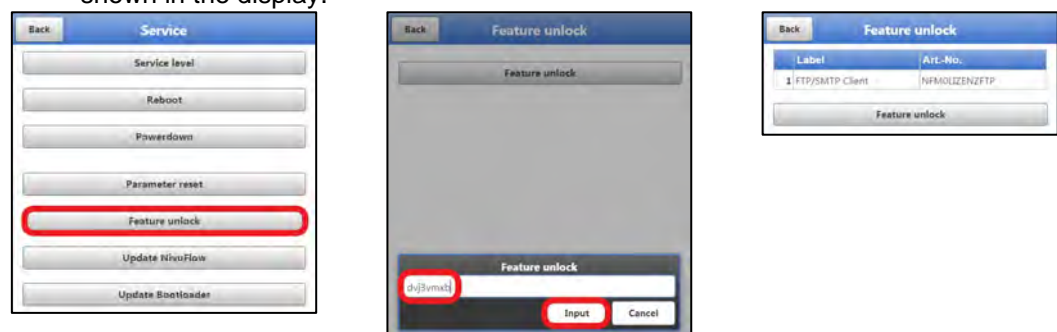 shown in the display.
Back Service
Service level
Reboot
Powerdown
Parameter reset
Feature unlock
Update NivuFlow
Update Bootloader
Back Feature unlock
Feature unlock
Feature unlock
dvj3vmxb
Input Cancel
Back Feature unlock
Label Art.-No.
1 FTP/SMTP Client NFM0LIZENZFTP
Feature unlock